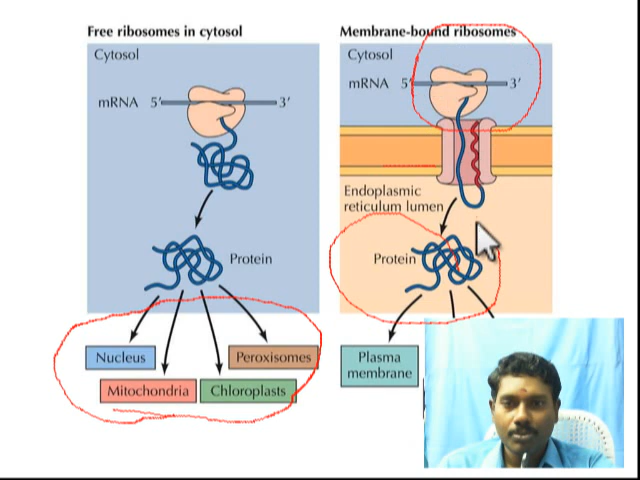 Free ribosomes in cytosol
Cytosol
mRNA 5′ 3′
Protein
Nucleus
Peroxisomes
Mitochondria
Chloroplasts
Membrane-bound ribosomes
Cytosol
mRNA 5′ 3′
Endoplasmic
reticulum lumen
Protein
Plasma
membrane